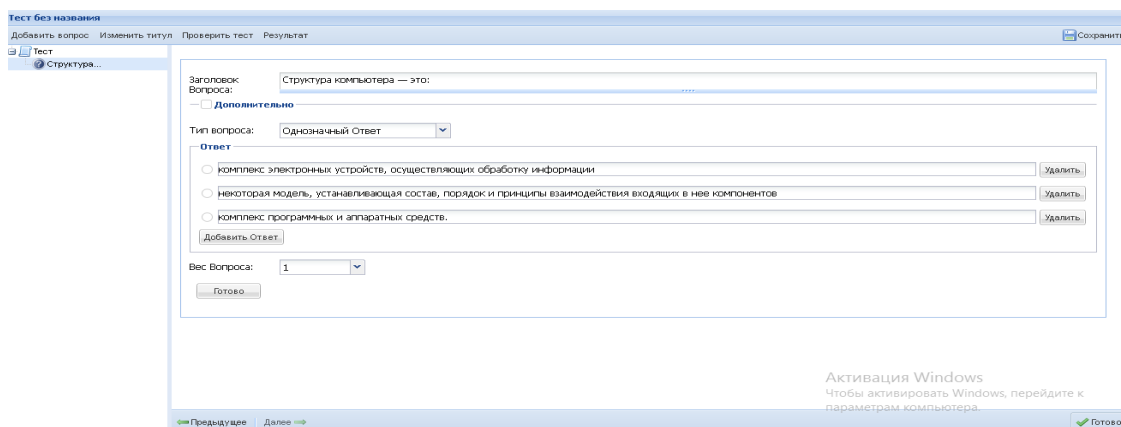 Тест без названия
Добавить вопрос Изменить титул Проверить тест Результат Сохранить
Тест
Структура...
Заголовок Вопроса: Структура компьютера — это:
Дополнительно
Тип вопроса: Однозначный Ответ
Ответ
комплекс электронных устройств, осуществляющих обработку информации Удалить
некоторая модель, устанавливающая состав, порядок и принципы взаимодействия входящих в нее компонентов Удалить
комплекс программных и аппаратных средств. Удалить
Добавить Ответ
Вес Вопроса: 1
Готово
Активация Windows
Чтобы активировать Windows, перейдите к
параметрам компьютера.
Предыдущее Далее Готово